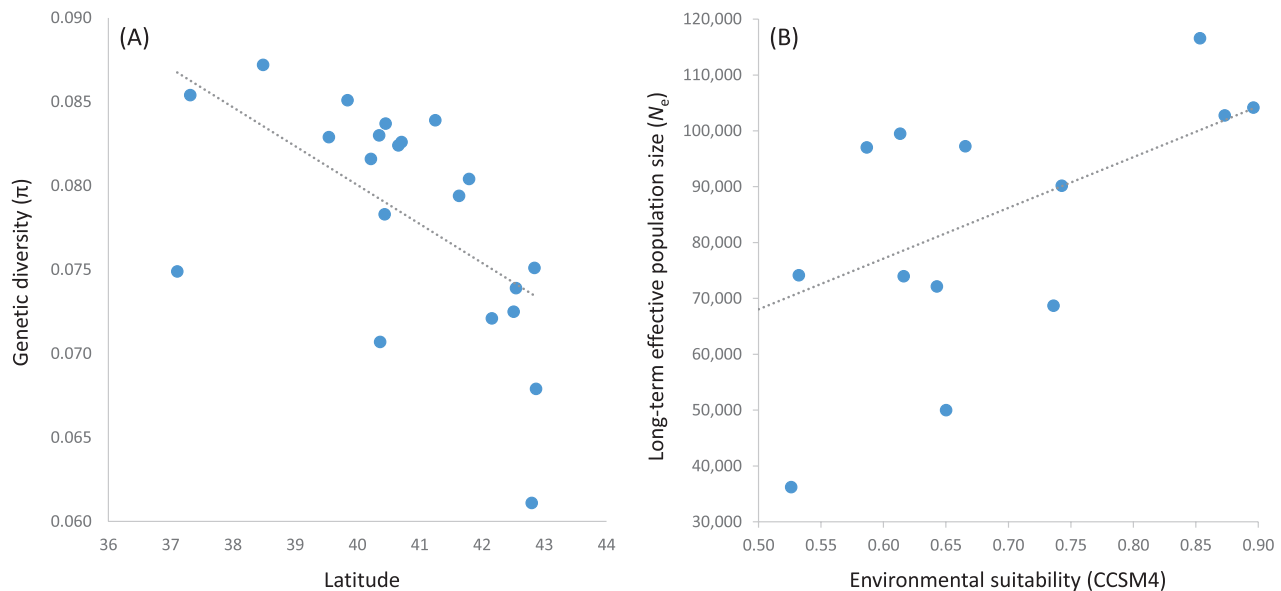 (A)
Genetic diversity (π)
0.090
0.085
0.080
0.075
0.070
0.065
0.060
36 37 38 39 40 41 42 43 44
Latitude
(B)
Long-term effective population size (Ne)
120,000
110,000
100,000
90,000
80,000
70,000
60,000
50,000
40,000
30,000
0.50 0.55 0.60 0.65 0.70 0.75 0.80 0.85 0.90
Environmental suitability (CCSM4)